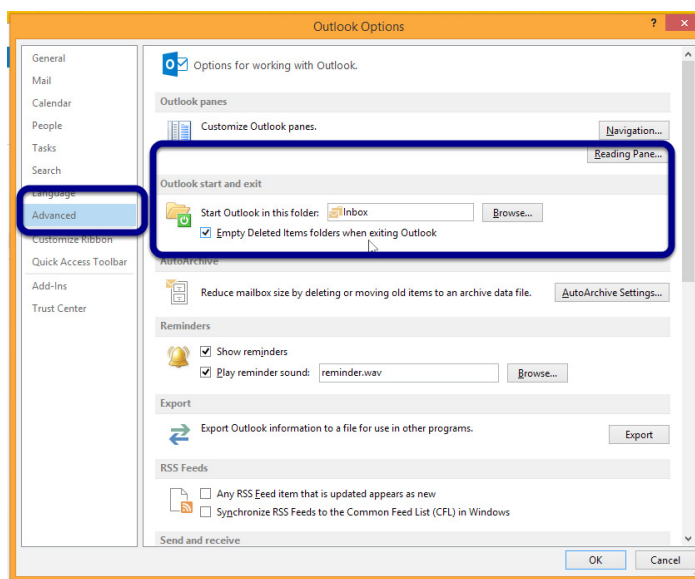 Outlook Options
?
General
Mail
Calendar
People
Tasks
Search
Language
Advanced
Customize Ribbon
Quick Access Toolbar
Add-Ins
Trust Center
Options for working with Outlook.
Outlook panes
Customize Outlook panes.
Navigation...
Reading Pane...
Outlook start and exit
Start Outlook in this folder: Inbox Browse...
Empty Deleted Items folders when exiting Outlook
AutoArchive
Reduce mailbox size by deleting or moving old items to an archive data file. AutoArchive Settings...
Reminders
Show reminders
Play reminder sound: reminder.wav Browse...
Export
Export Outlook information to a file for use in other programs. Export
RSS Feeds
Any RSS Feed item that is updated appears as new
Synchronize RSS Feeds to the Common Feed List (CFL) in Windows
Send and receive
OK Cancel